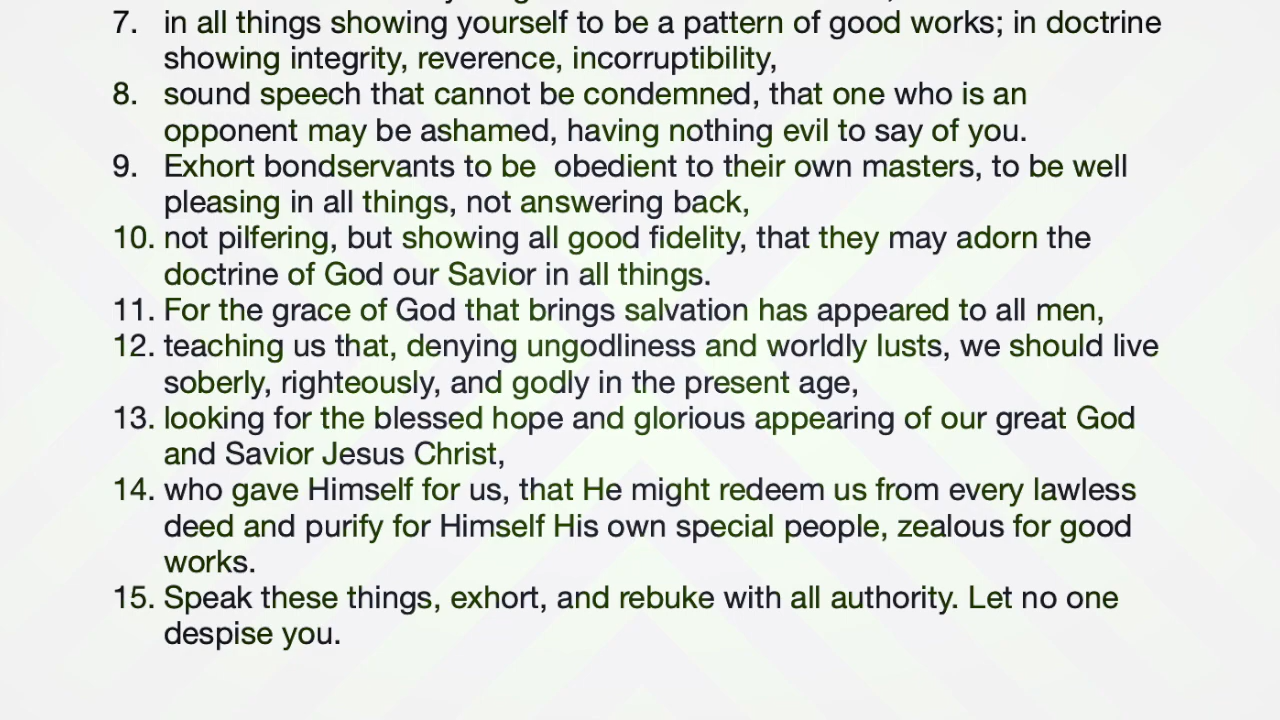 7. in all things showing yourself to be a pattern of good works; in doctrine
showing integrity, reverence, incorruptibility,
8. sound speech that cannot be condemned, that one who is an
opponent may be ashamed, having nothing evil to say of you.
9. Exhort bondservants to be  obedient to their own masters, to be well
pleasing in all things, not answering back,
10. not pilfering, but showing all good fidelity, that they may adorn the
doctrine of God our Savior in all things.
11. For the grace of God that brings salvation has appeared to all men,
12. teaching us that, denying ungodliness and worldly lusts, we should live
soberly, righteously, and godly in the present age,
13. looking for the blessed hope and glorious appearing of our great God
and Savior Jesus Christ,
14. who gave Himself for us, that He might redeem us from every lawless
deed and purify for Himself His own special people, zealous for good
works.
15. Speak these things, exhort, and rebuke with all authority. Let no one
despise you.